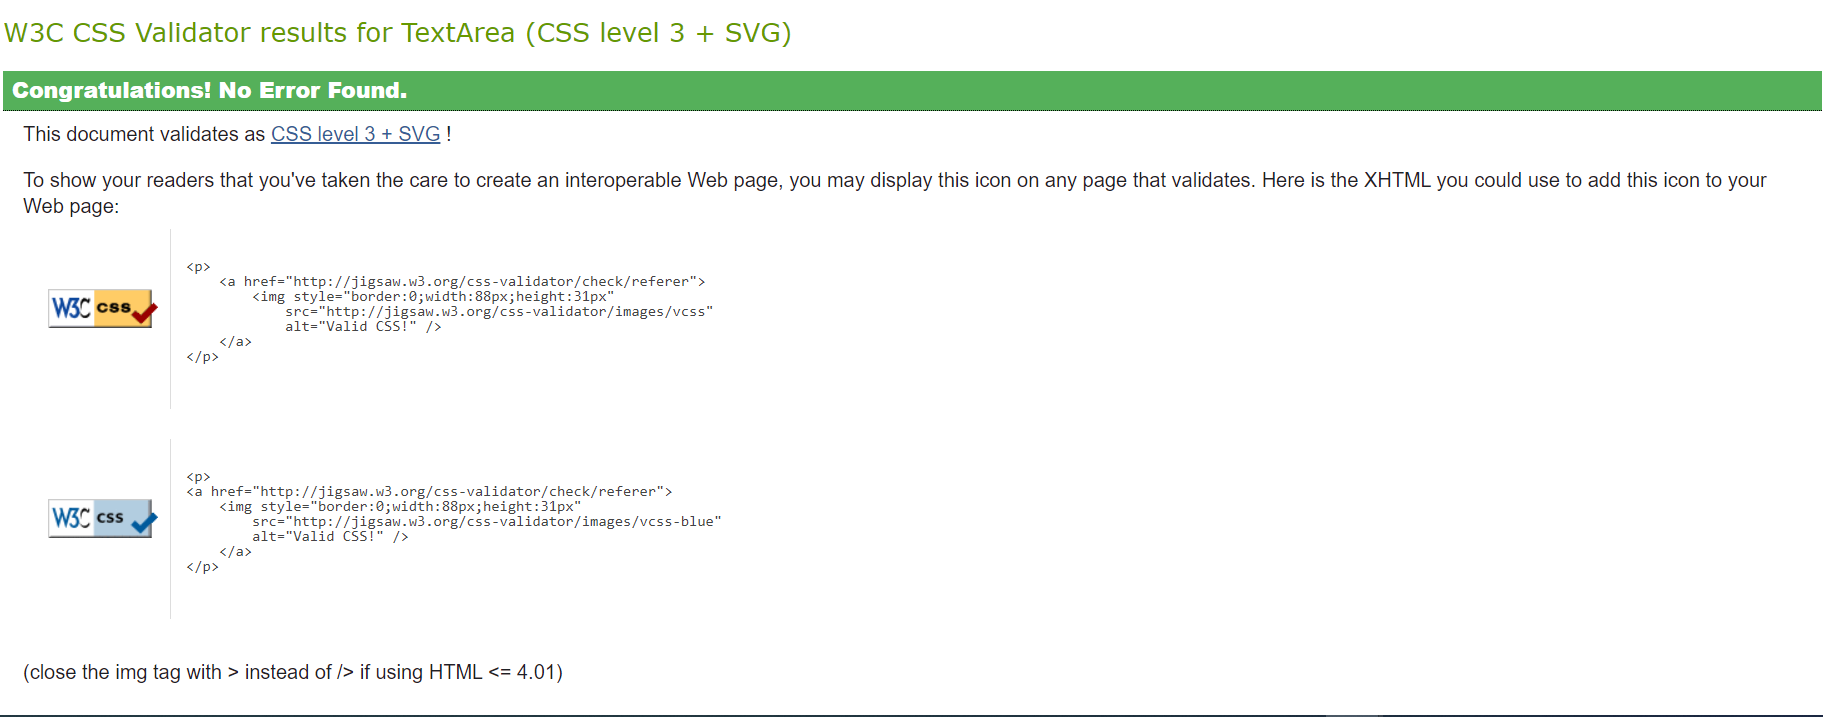 W3C CSS Validator results for TextArea (CSS level 3 + SVG)
Congratulations! No Error Found.
This document validates as CSS level 3 + SVG !
To show your readers that you've taken the care to create an interoperable Web page, you may display this icon on any page that validates. Here is the XHTML you could use to add this icon to your
Web page:
W3C css
<p>
<a href="http://jigsaw.w3.org/css-validator/check/referer">
<img style="border:0;width:88px;height:31px"
src="http://jigsaw.w3.org/css-validator/images/vcss"
alt="Valid CSS!" />
</a>
</p>
W3C css
<p>
<a href="http://jigsaw.w3.org/css-validator/check/referer">
<img style="border:0;width:88px;height:31px"
src="http://jigsaw.w3.org/css-validator/images/vcss-blue"
alt="Valid CSS!" />
</a>
</p>
(close the img tag with > instead of /> if using HTML <= 4.01)